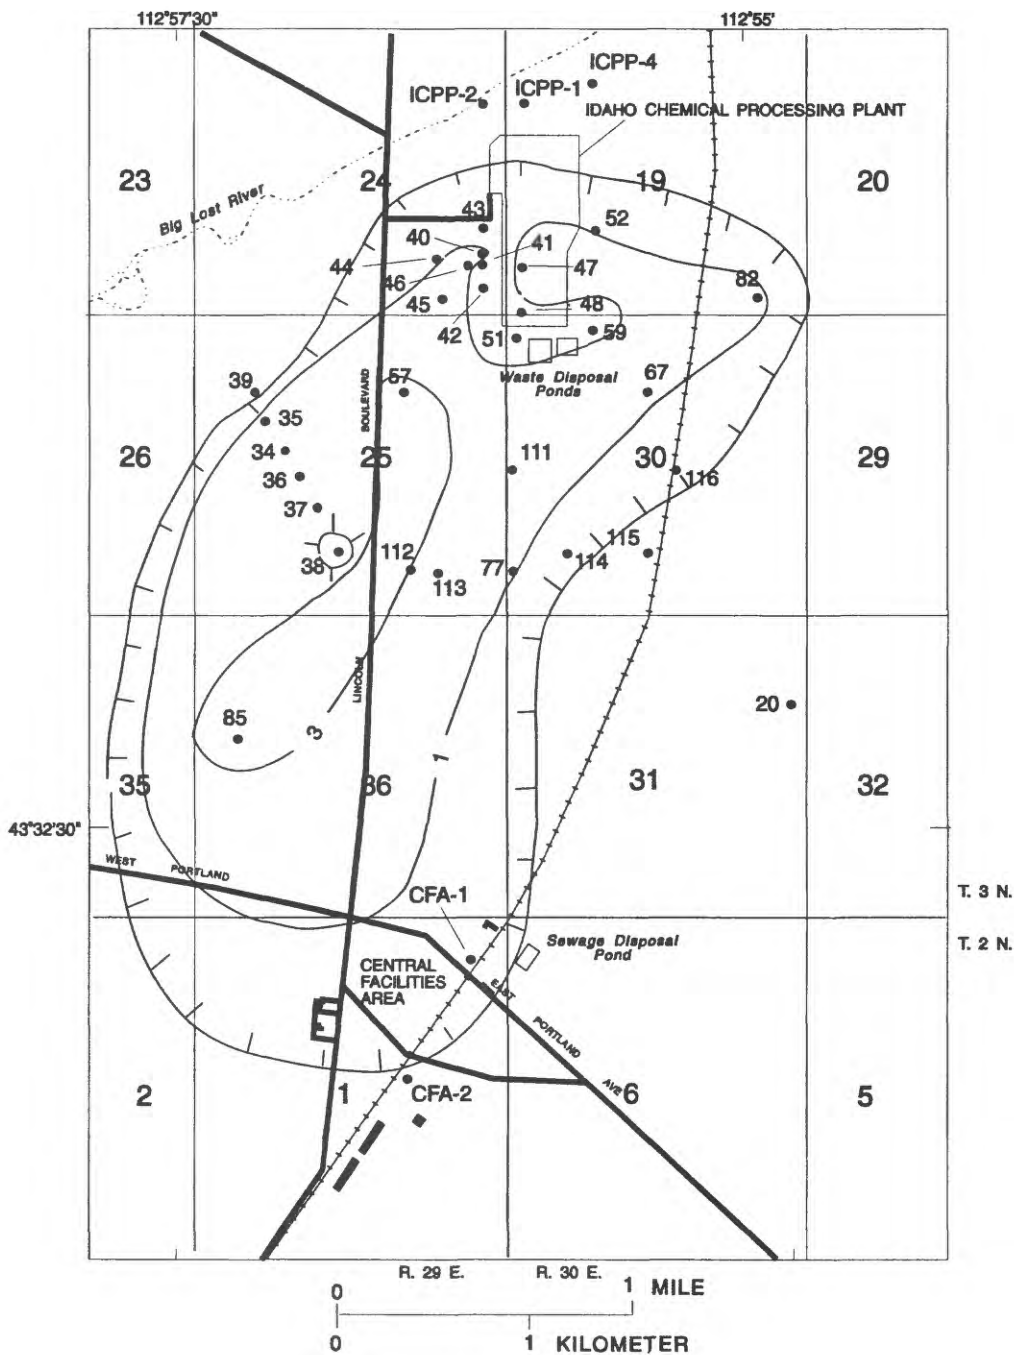 112°57'30"
112°55'
ICPP-4
ICPP-2
ICPP-1
IDAHO CHEMICAL PROCESSING PLANT
23
24
19
20
Big Lost River
43
52
40
41
44
46
47
82
45
42
48
51
59
Waste Disposal
Ponds
39
57
67
BOULEVARD
35
26
34
25
111
30
29
36
116
37
38
112
113
77
114
115
20
85
3
LINCOLN
1
35
36
31
32
43°32'30"
WEST PORTLAND
CFA-1
T. 3 N.
1
Sewage Disposal
Pond
T. 2 N.
CENTRAL
FACILITIES
AREA
EAST PORTLAND AVE
2
1
CFA-2
6
5
R. 29 E.
R. 30 E.
0 1 MILE
0 1 KILOMETER